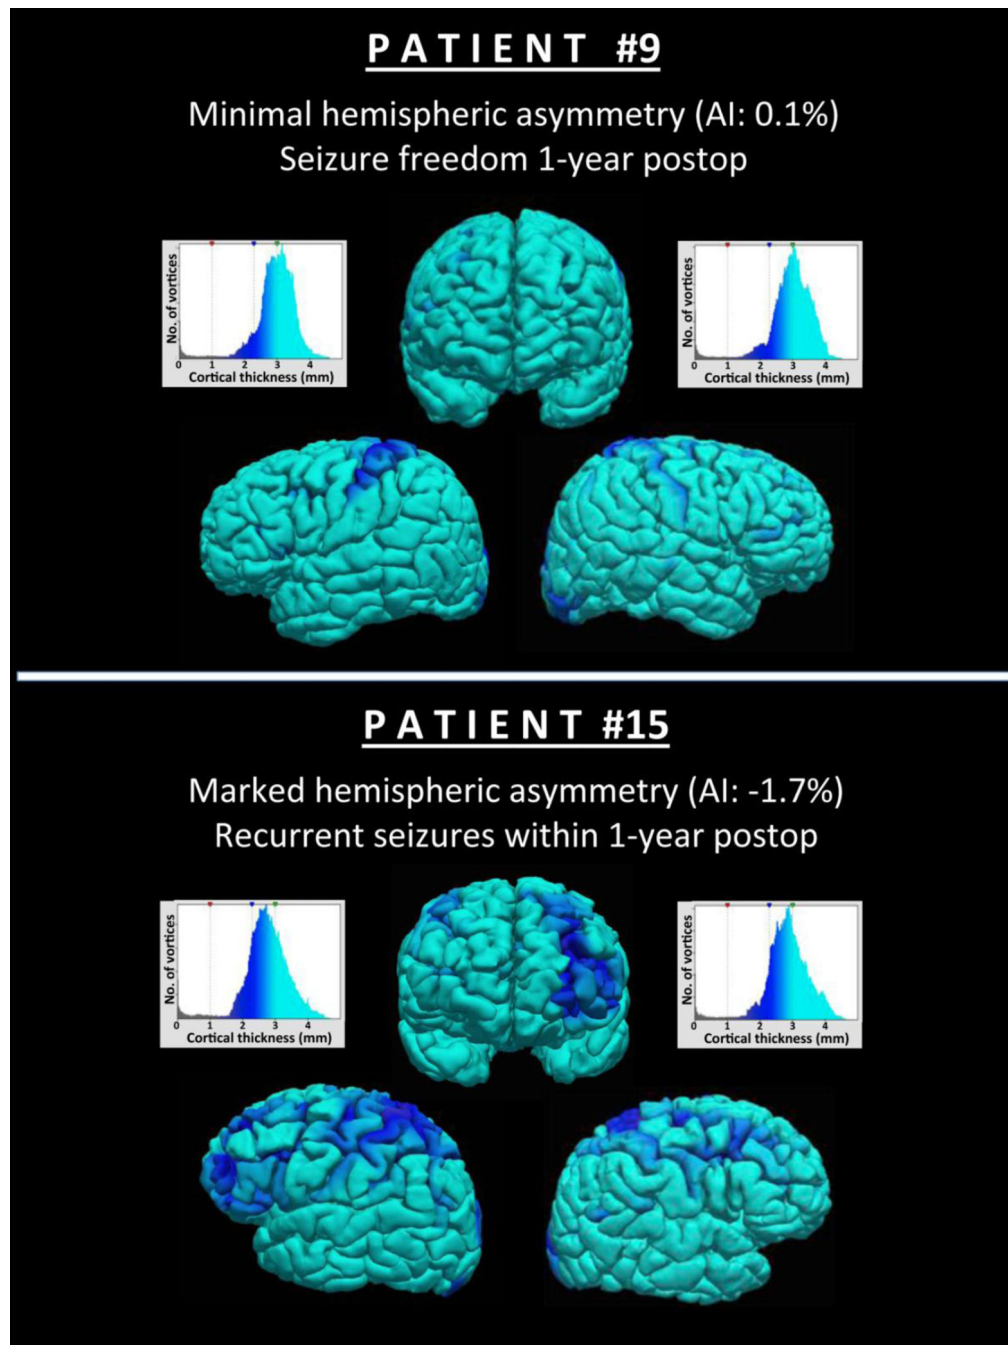 PATIENT #9
Minimal hemispheric asymmetry (AI: 0.1%)
Seizure freedom 1-year postop
No. of vortices
0 1 2 3 4
Cortical thickness (mm)
No. of vortices
0 1 2 3 4
Cortical thickness (mm)
PATIENT #15
Marked hemispheric asymmetry (AI: -1.7%)
Recurrent seizures within 1-year postop
No. of vortices
0 1 2 3 4
Cortical thickness (mm)
No. of vortices
0 1 2 3 4
Cortical thickness (mm)